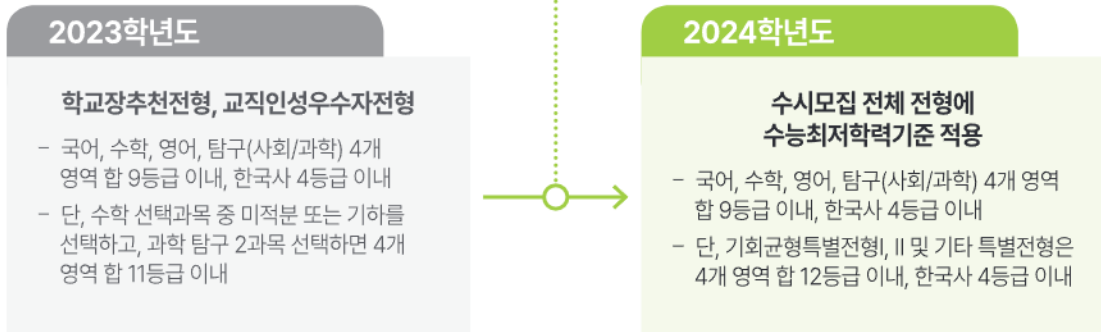 2023학년도
학교장추천전형, 교직인성우수자전형
- 국어, 수학, 영어, 탐구(사회/과학) 4개
영역 합 9등급 이내, 한국사 4등급 이내
- 단, 수학 선택과목 중 미적분 또는 기하를
선택하고, 과학 탐구 2과목 선택하면 4개
영역 합 11등급 이내
2024학년도
수시모집 전체 전형에
수능최저학력기준 적용
- 국어, 수학, 영어, 탐구(사회/과학) 4개 영역
합 9등급 이내, 한국사 4등급 이내
- 단, 기회균형특별전형I, II 및 기타 특별전형은
4개 영역 합 12등급 이내, 한국사 4등급 이내